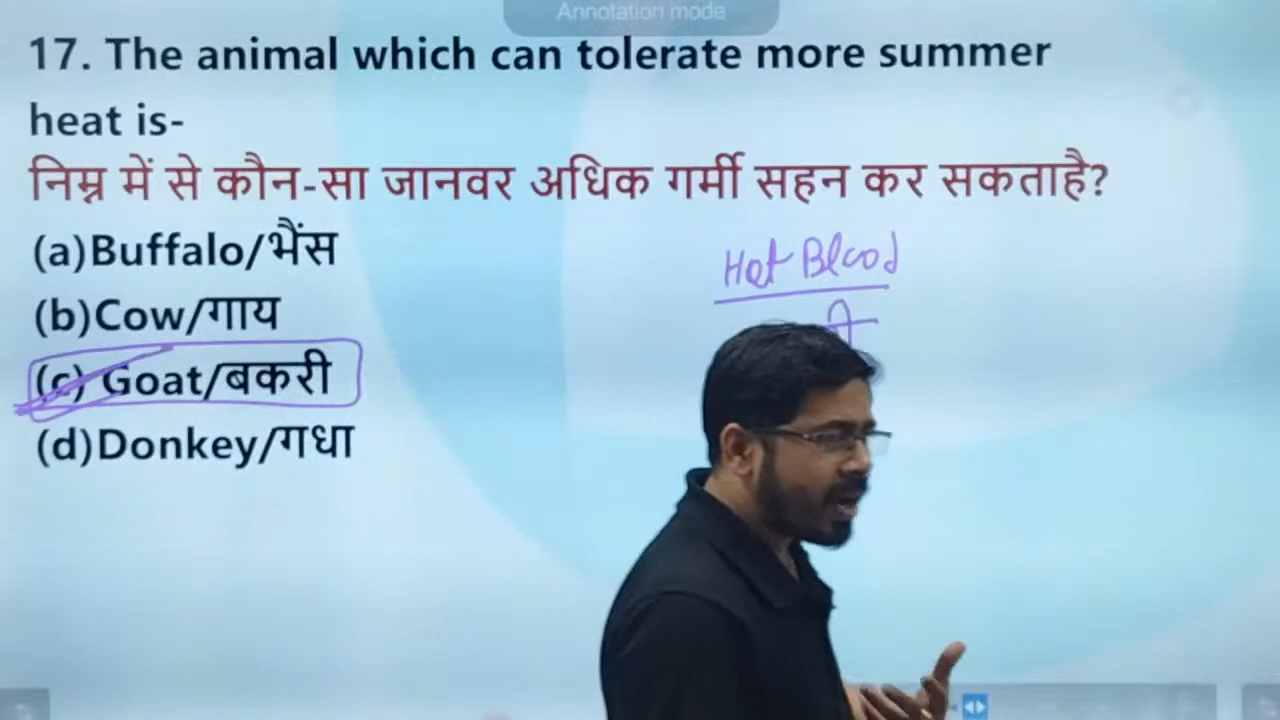 Annotation mode
17. The animal which can tolerate more summer
heat is-
निम्न में से कौन-सा जानवर अधिक गर्मी सहन कर सकताहै?
(a)Buffalo/भैंस
(b)Cow/गाय
(c) Goat/बकरी
(d)Donkey/गधा
Hot Blood